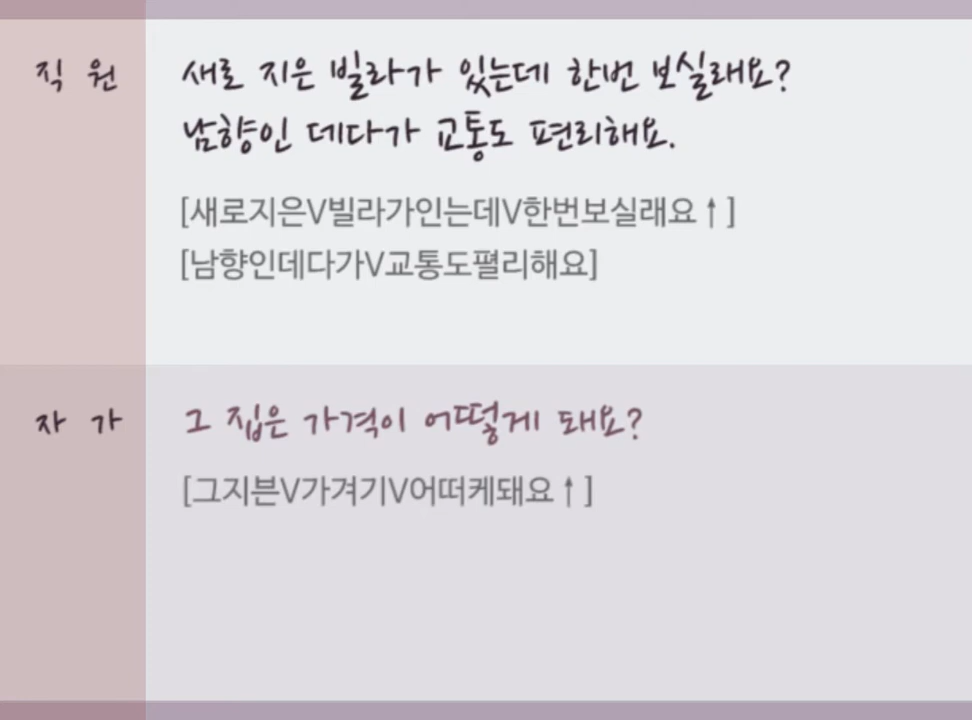 직 원
새로 지은 빌라가 있는데 한번 보실래요?
남향인 데다가 교통도 편리해요.
[새로지은V빌라가인는데V한번보실래요↑]
[남향인데다가V교통도폘리해요]
자 가
그 집은 가격이 어떻게 돼요?
[그지븐V가겨기V어떠케돼요↑]